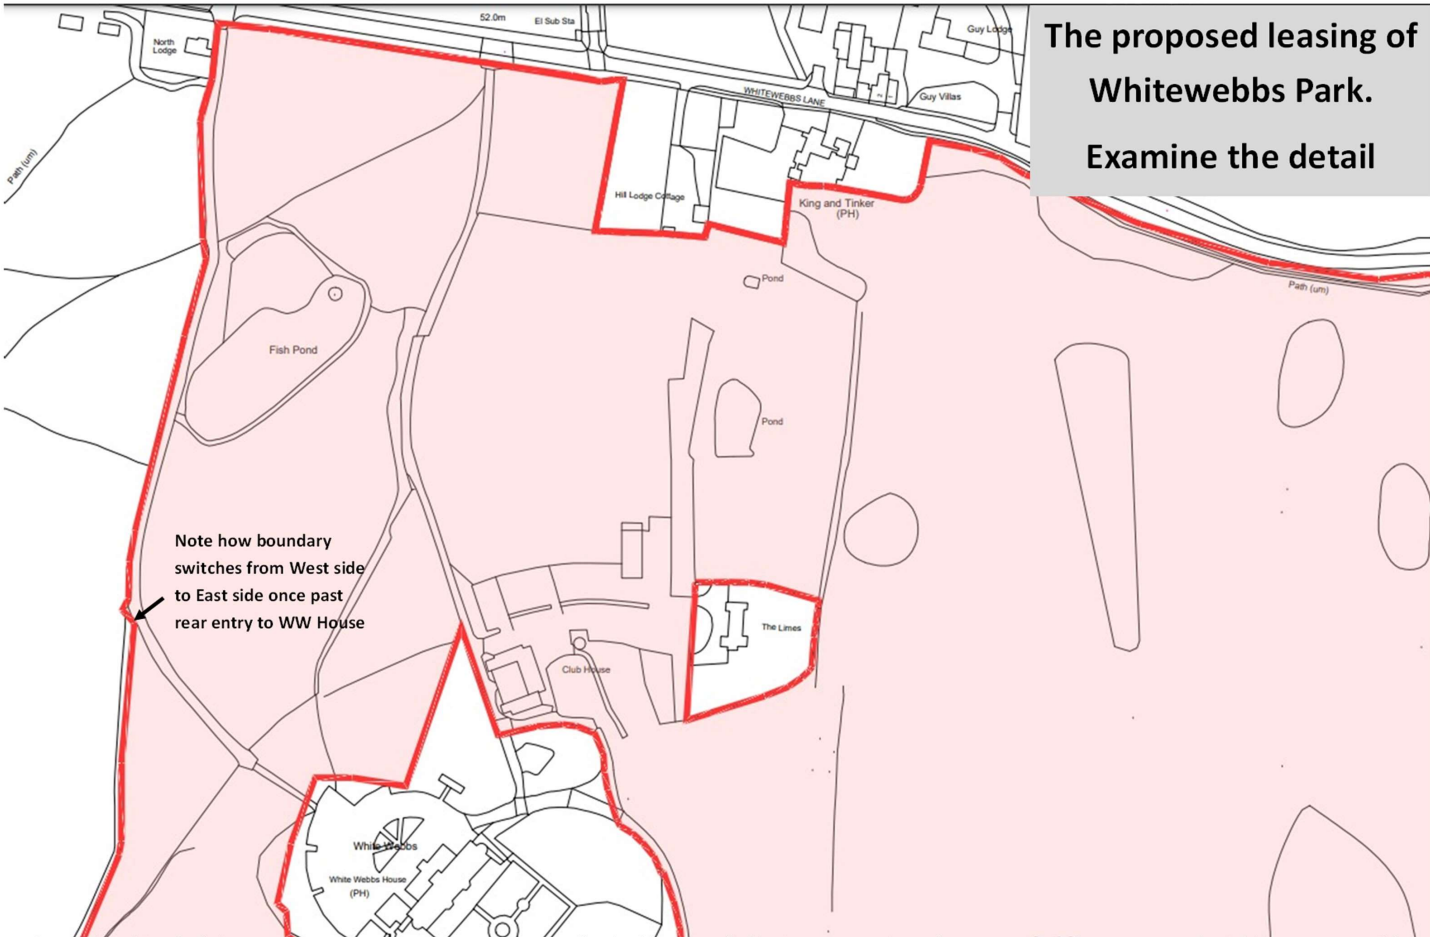 The proposed leasing of
Whitewebbs Park.
Examine the detail
52.0m
El Sub Sta
Guy Lodge
North
Lodge
WHITEWEBBS LANE
Guy Villas
Path (um)
Hill Lodge Cottage
King and Tinker
(PH)
Pond
Path (um)
Fish Pond
Pond
Note how boundary
switches from West side
to East side once past
rear entry to WW House
The Limes
Club House
White Webbs
White Webbs House
(PH)